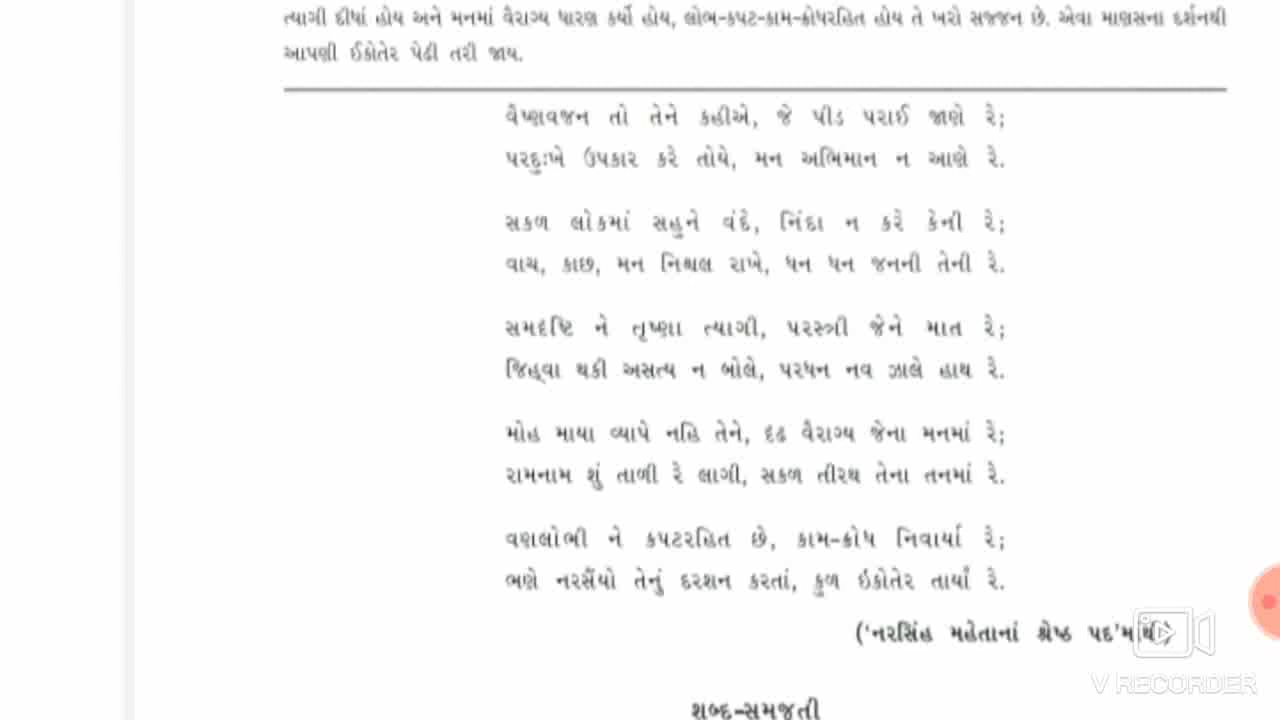 ત્યાગી દીધાં હોય અને મનમાં વૈરાગ્ય ધારણ કર્યો હોય, લોભ-કપટ-કામ-ક્રોધરહિત હોય તે ખરો સજ્જન છે. એવા માણસના દર્શનથી
આપણી ઈકોતેર પેઢી તરી જાય.
વૈષ્ણવજન તો તેને કહીએ, જે પીડ પરાઈ જાણે રે;
પરદુઃખે ઉપકાર કરે તોયે, મન અભિમાન ન આણે રે.
સકળ લોકમાં સહુને વંદે, નિંદા ન કરે કેની રે;
વાચ, કાછ, મન નિશ્ચલ રાખે, ધન ધન જનની તેની રે.
સમદષ્ટિ ને તૃષ્ણા ત્યાગી, પરસ્ત્રી જેને માત રે;
જિહ્વા થકી અસત્ય ન બોલે, પરધન નવ ઝાલે હાથ રે.
મોહ માયા વ્યાપે નહિ તેને, દઢ વૈરાગ્ય જેના મનમાં રે;
રામનામ શું તાળી રે લાગી, સકળ તીરથ તેના તનમાં રે.
વણલોભી ને કપટરહિત છે, કામ-ક્રોધ નિવાર્યા રે;
ભણે નરસૈંયો તેનું દરશન કરતાં, કુળ ઈકોતેર તાર્યાં રે.
('નરસિંહ મહેતાનાં શ્રેષ્ઠ પદ'માંથી)
V RECORDER
શબ્દ-સમજૂતી